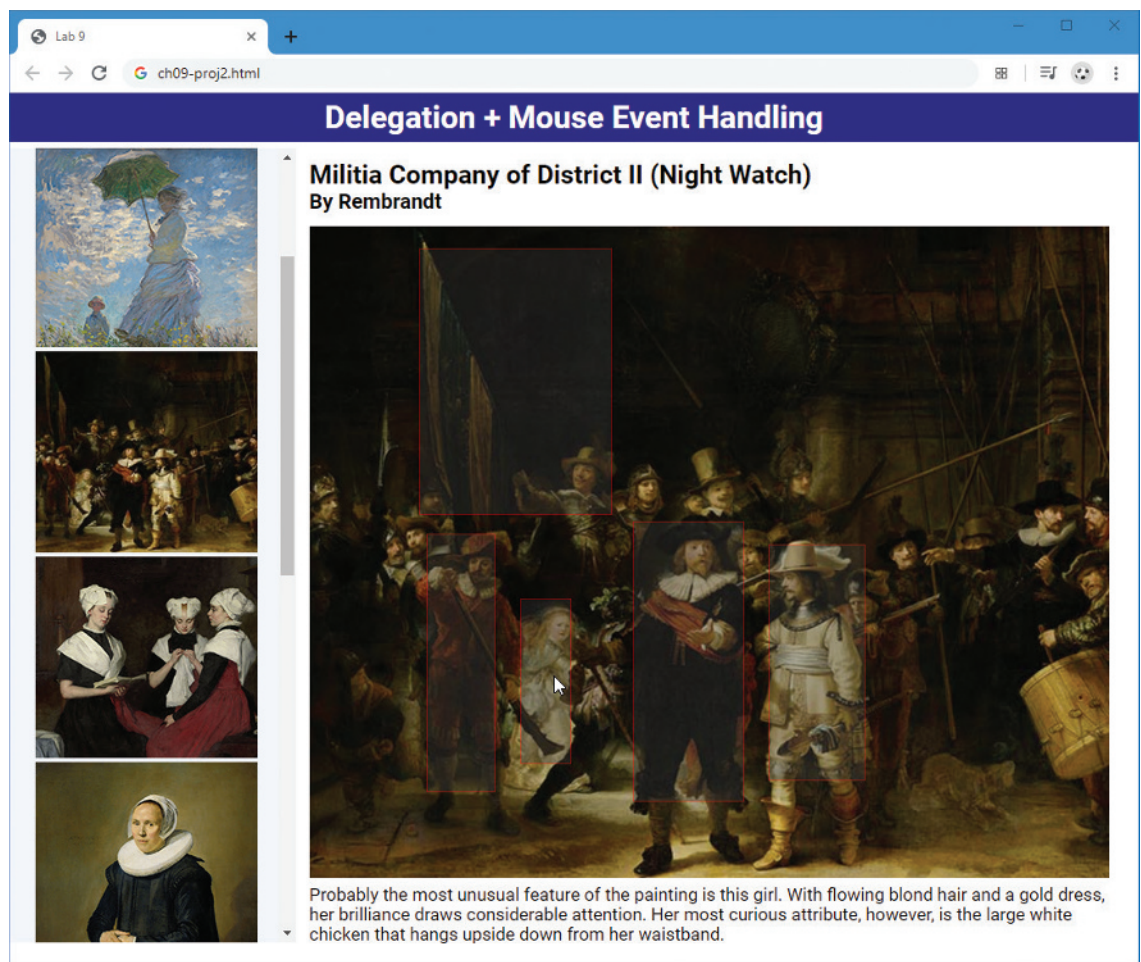 Lab 9
ch09-proj2.html
Delegation + Mouse Event Handling
Militia Company of District II (Night Watch)
By Rembrandt
Probably the most unusual feature of the painting is this girl. With flowing blond hair and a gold dress,
her brilliance draws considerable attention. Her most curious attribute, however, is the large white
chicken that hangs upside down from her waistband.